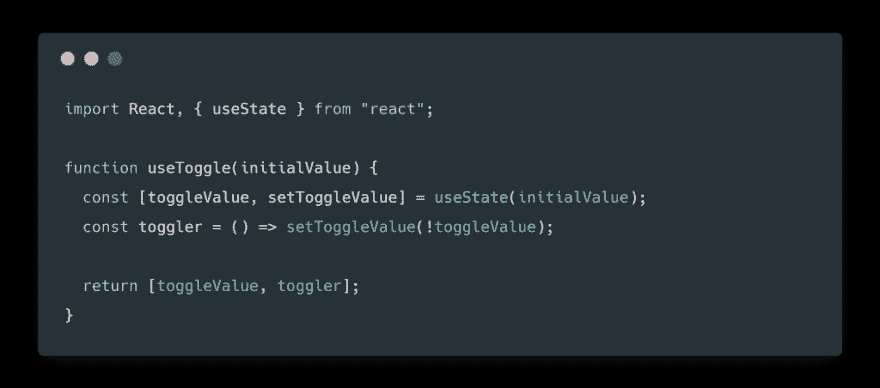 import React, { useState } from "react";
function useToggle(initialValue) {
const [toggleValue, setToggleValue] = useState(initialValue);
const toggler = () => setToggleValue(!toggleValue);
return [toggleValue, toggler];
}